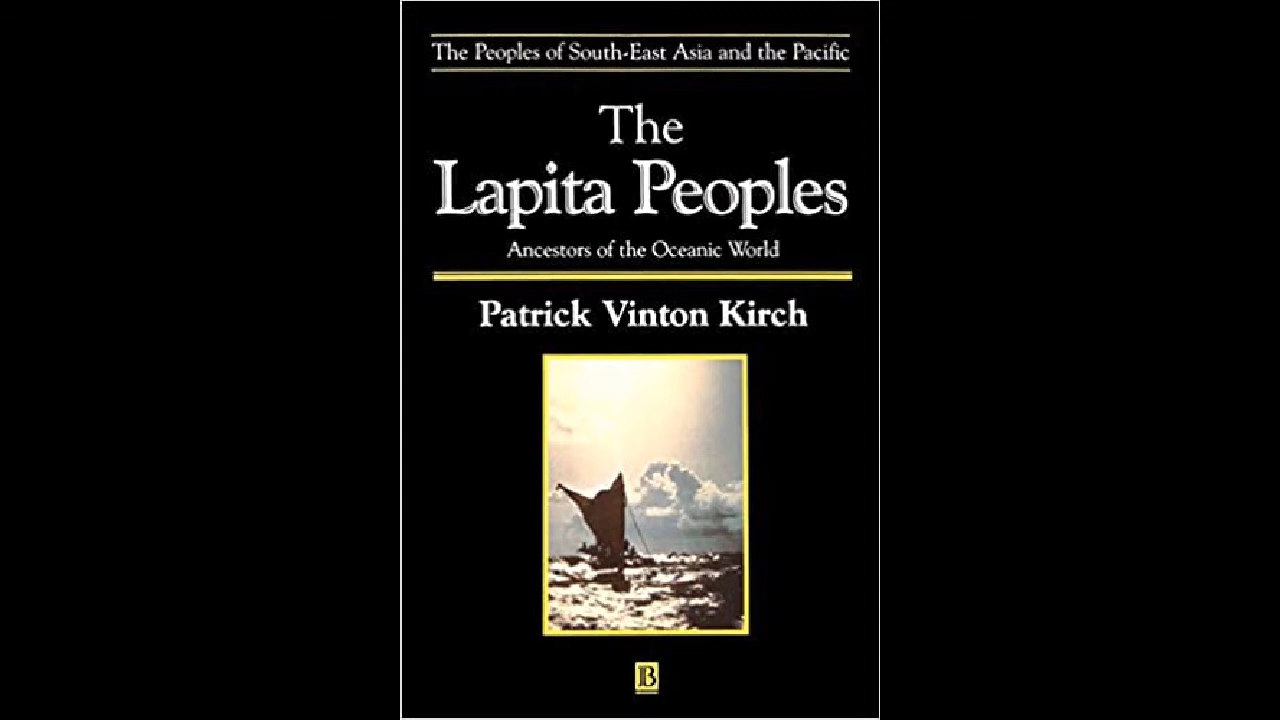 The Peoples of South-East Asia and the Pacific
The
Lapita Peoples
Ancestors of the Oceanic World
Patrick Vinton Kirch
B